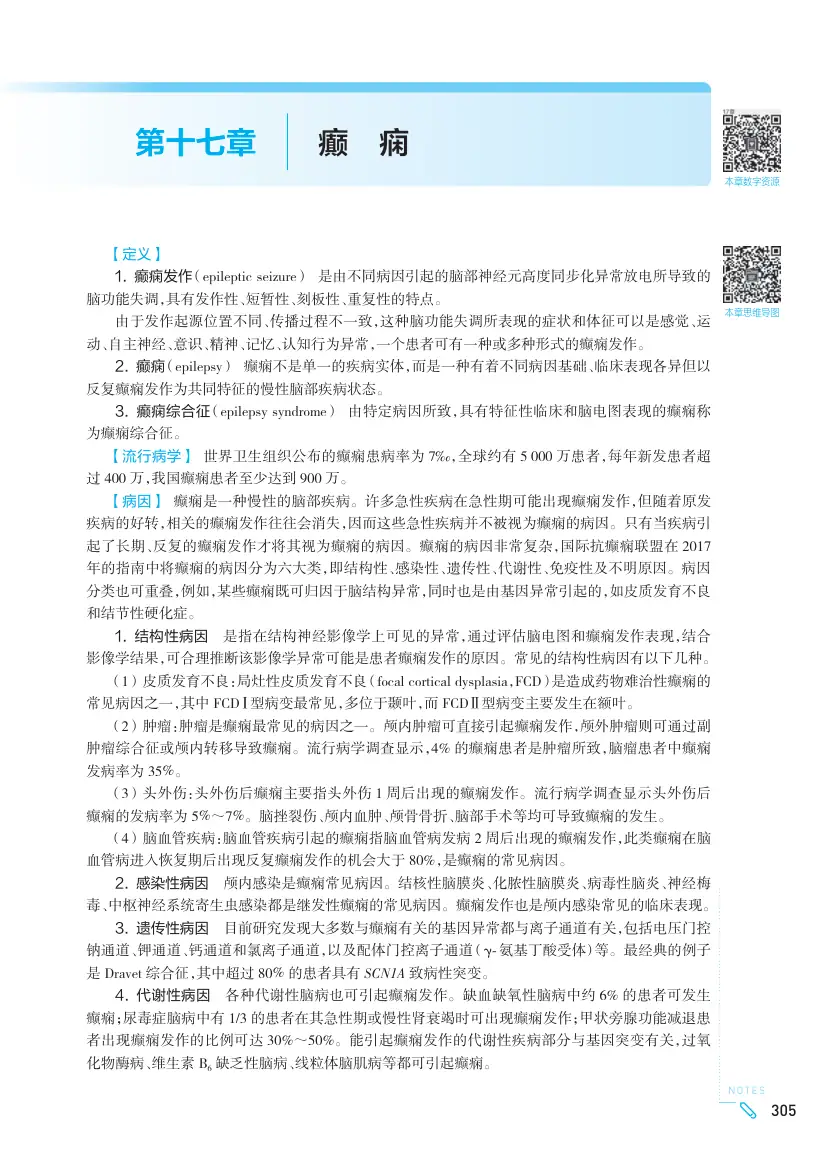 第十七章 癫 痫
17章
本章数字资源
本章思维导图
【定义】
1. 癫痫发作（epileptic seizure） 是由不同病因引起的脑部神经元高度同步化异常放电所导致的
脑功能失调，具有发作性、短暂性、刻板性、重复性的特点。
由于发作起源位置不同、传播过程不一致，这种脑功能失调所表现的症状和体征可以是感觉、运
动、自主神经、意识、精神、记忆、认知行为异常，一个患者可有一种或多种形式的癫痫发作。
2. 癫痫（epilepsy） 癫痫不是单一的疾病实体，而是一种有着不同病因基础、临床表现各异但以
反复癫痫发作为共同特征的慢性脑部疾病状态。
3. 癫痫综合征（epilepsy syndrome） 由特定病因所致，具有特征性临床和脑电图表现的癫痫称
为癫痫综合征。
【流行病学】 世界卫生组织公布的癫痫患病率为 7‰，全球约有 5 000 万患者，每年新发患者超
过 400 万，我国癫痫患者至少达到 900 万。
【病因】 癫痫是一种慢性的脑部疾病。许多急性疾病在急性期可能出现癫痫发作，但随着原发
疾病的好转，相关的癫痫发作往往会消失，因而这些急性疾病并不被视为癫痫的病因。只有当疾病引
起了长期、反复的癫痫发作才将其视为癫痫的病因。癫痫的病因非常复杂，国际抗癫痫联盟在 2017
年的指南中将癫痫的病因分为六大类，即结构性、感染性、遗传性、代谢性、免疫性及不明原因。病因
分类也可重叠，例如，某些癫痫既可归因于脑结构异常，同时也是由基因异常引起的，如皮质发育不良
和结节性硬化症。
1. 结构性病因 是指在结构神经影像学上可见的异常，通过评估脑电图和癫痫发作表现，结合
影像学结果，可合理推断该影像学异常可能是患者癫痫发作的原因。常见的结构性病因有以下几种。
（1）皮质发育不良：局灶性皮质发育不良（focal cortical dysplasia，FCD）是造成药物难治性癫痫的
常见病因之一，其中 FCDⅠ型病变最常见，多位于颞叶，而 FCDⅡ型病变主要发生在额叶。
（2）肿瘤：肿瘤是癫痫最常见的病因之一。颅内肿瘤可直接引起癫痫发作，颅外肿瘤则可通过副
肿瘤综合征或颅内转移导致癫痫。流行病学调查显示，4% 的癫痫患者是肿瘤所致，脑瘤患者中癫痫
发病率为 35%。
（3）头外伤：头外伤后癫痫主要指头外伤 1 周后出现的癫痫发作。流行病学调查显示头外伤后
癫痫的发病率为 5%～7%。脑挫裂伤、颅内血肿、颅骨骨折、脑部手术等均可导致癫痫的发生。
（4）脑血管疾病：脑血管疾病引起的癫痫指脑血管病发病 2 周后出现的癫痫发作，此类癫痫在脑
血管病进入恢复期后出现反复癫痫发作的机会大于 80%，是癫痫的常见病因。
2. 感染性病因 颅内感染是癫痫常见病因。结核性脑膜炎、化脓性脑膜炎、病毒性脑炎、神经梅
毒、中枢神经系统寄生虫感染都是继发性癫痫的常见病因。癫痫发作也是颅内感染常见的临床表现。
3. 遗传性病因 目前研究发现大多数与癫痫有关的基因异常都与离子通道有关，包括电压门控
钠通道、钾通道、钙通道和氯离子通道，以及配体门控离子通道（γ- 氨基丁酸受体）等。最经典的例子
是 Dravet 综合征，其中超过 80% 的患者具有 SCN1A 致病性突变。
4. 代谢性病因 各种代谢性脑病也可引起癫痫发作。缺血缺氧性脑病中约 6% 的患者可发生
癫痫；尿毒症脑病中有 1/3 的患者在其急性期或慢性肾衰竭时可出现癫痫发作；甲状旁腺功能减退患
者出现癫痫发作的比例可达 30%～50%。能引起癫痫发作的代谢性疾病部分与基因突变有关，过氧
化物酶病、维生素 B₆ 缺乏性脑病、线粒体脑肌病等都可引起癫痫。
NOTES
305